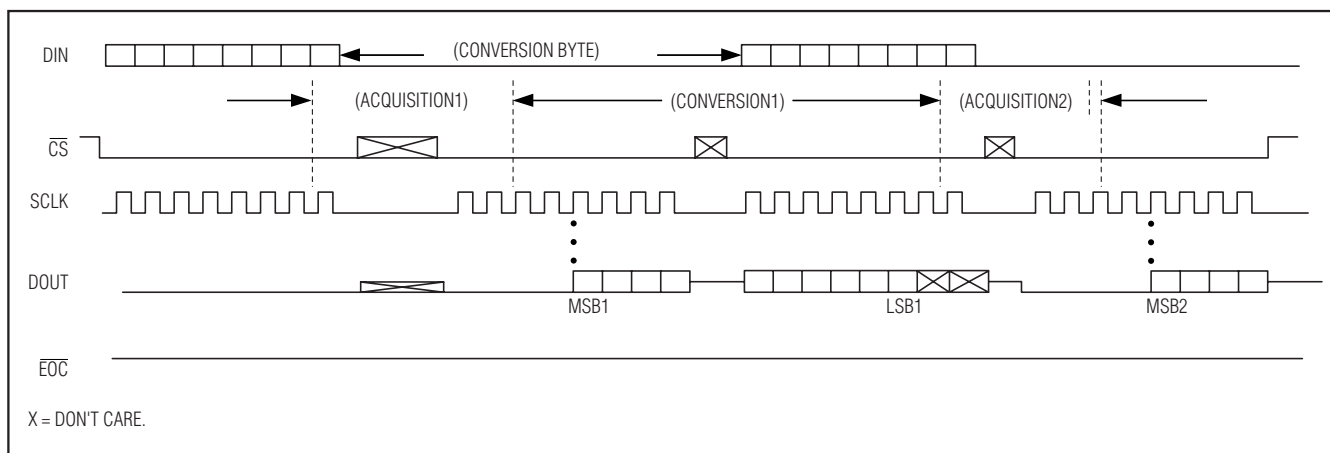 DIN
(CONVERSION BYTE)
(ACQUISITION1)
(CONVERSION1)
(ACQUISITION2)
CS
SCLK
DOUT
MSB1
LSB1
MSB2
EOC
X = DON'T CARE.